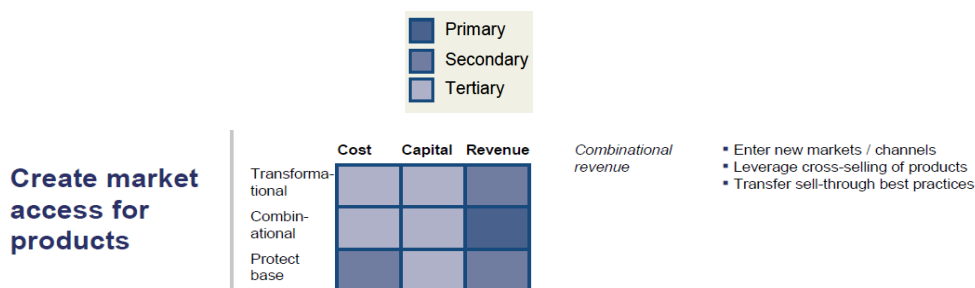 Primary
Secondary
Tertiary
Create market
access for
products
Cost Capital Revenue
Transforma-
tional
Combin-
ational
Protect
base
Combinational
revenue
▪ Enter new markets / channels
▪ Leverage cross-selling of products
▪ Transfer sell-through best practices